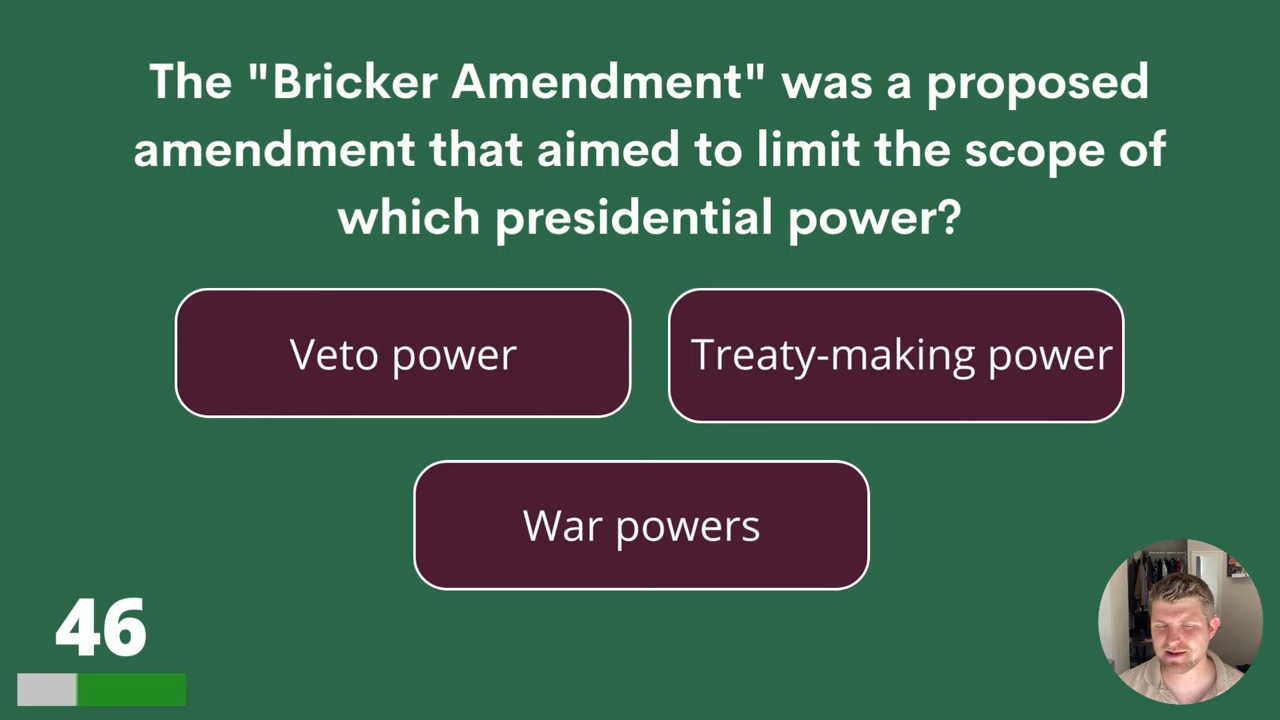 The "Bricker Amendment" was a proposed
amendment that aimed to limit the scope of
which presidential power?
Veto power
Treaty-making power
War powers
46